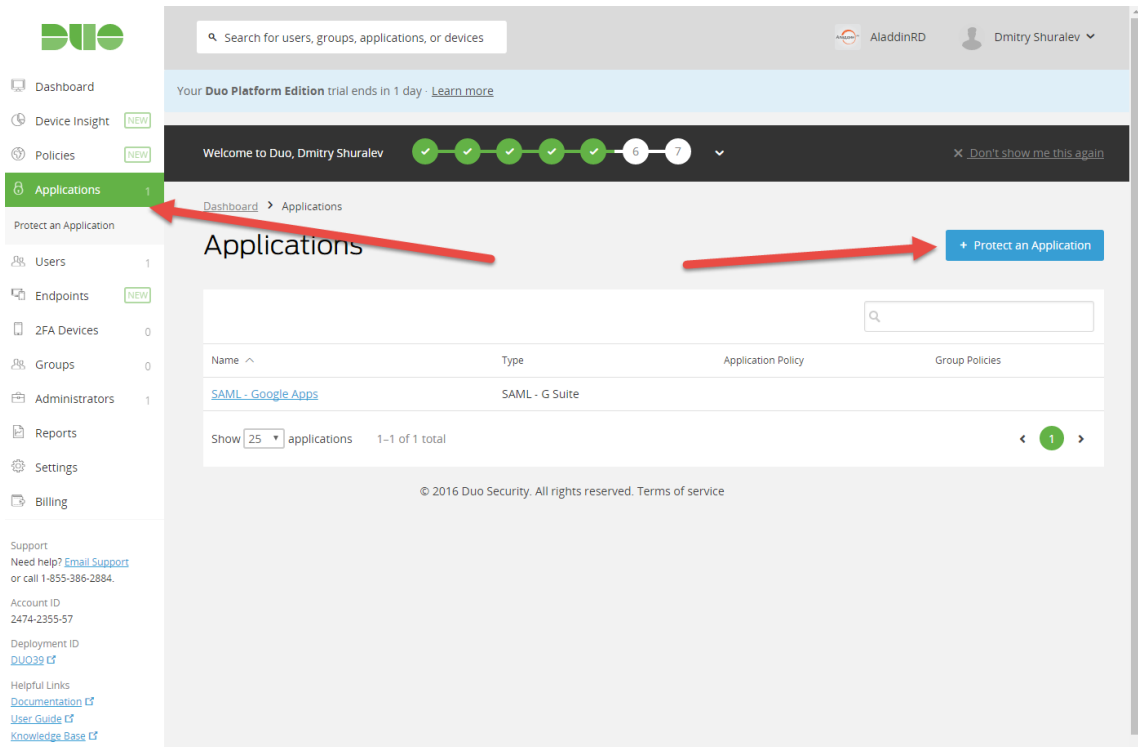 DUO
Search for users, groups, applications, or devices
AladdinRD
Dmitry Shuralev
Dashboard
Device Insight NEW
Policies NEW
Applications 1
Protect an Application
Users 1
Endpoints NEW
2FA Devices 0
Groups 0
Administrators 1
Reports
Settings
Billing
Support
Need help? Email Support
or call 1-855-386-2884.
Account ID
2474-2355-57
Deployment ID
DUO39
Helpful Links
Documentation
User Guide
Knowledge Base
Your Duo Platform Edition trial ends in 1 day · Learn more
Welcome to Duo, Dmitry Shuralev 6 7 Don't show me this again
Dashboard > Applications
Applications
+ Protect an Application
Name Type Application Policy Group Policies
SAML - Google Apps SAML - G Suite
Show 25 applications 1–1 of 1 total 1
© 2016 Duo Security. All rights reserved. Terms of service